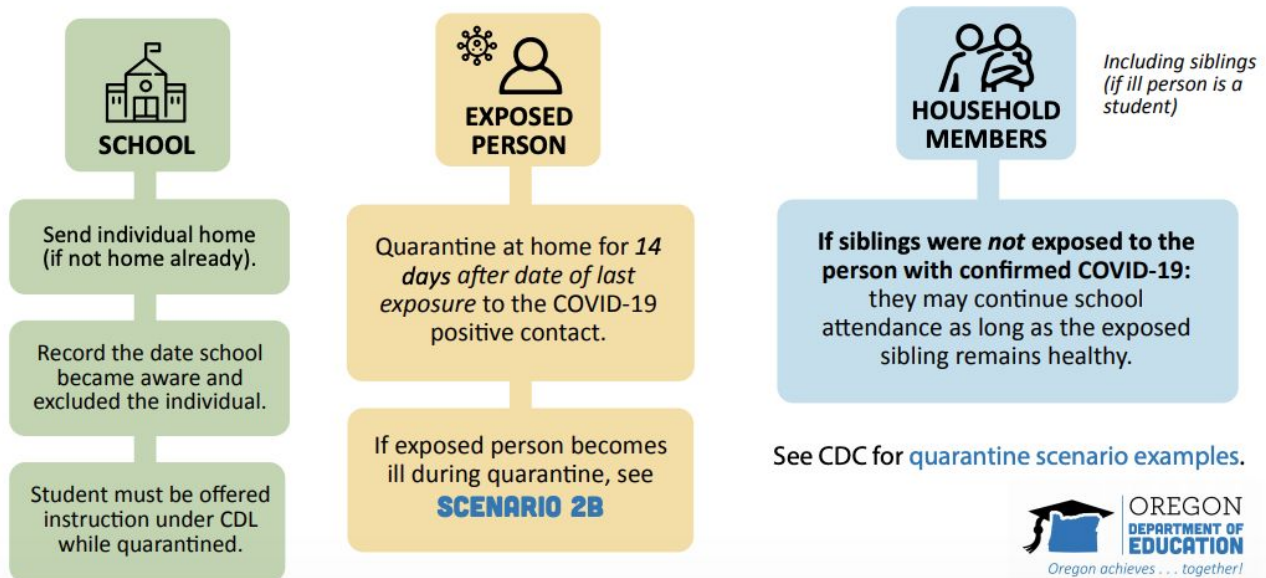 SCHOOL
Send individual home
(if not home already).
Record the date school
became aware and
excluded the individual.
Student must be offered
instruction under CDL
while quarantined.
EXPOSED
PERSON
Quarantine at home for 14
days after date of last
exposure to the COVID-19
positive contact.
If exposed person becomes
ill during quarantine, see
SCENARIO 2B
HOUSEHOLD
MEMBERS
Including siblings
(if ill person is a
student)
If siblings were not exposed to the
person with confirmed COVID-19:
they may continue school
attendance as long as the exposed
sibling remains healthy.
See CDC for quarantine scenario examples.
OREGON
DEPARTMENT OF
EDUCATION
Oregon achieves . . . together!